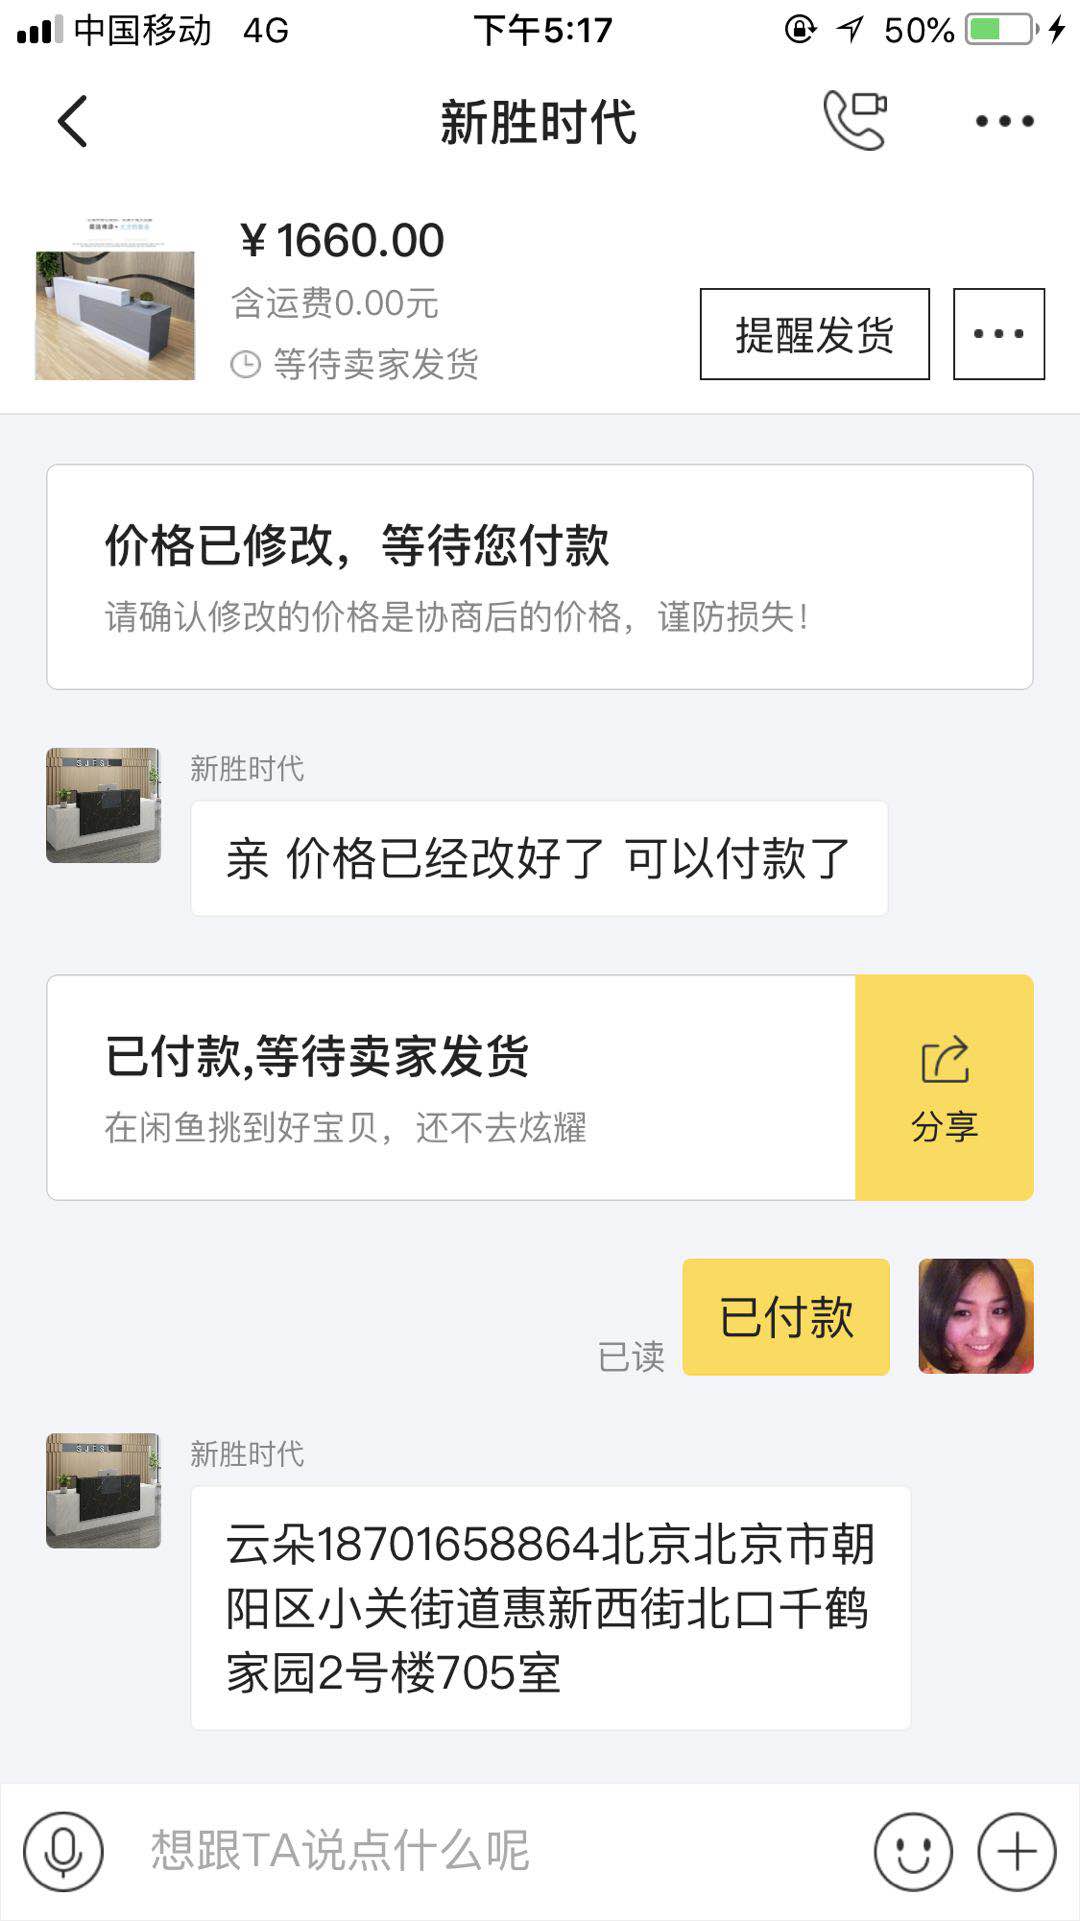 中国移动 4G 下午5:17 50%
新胜时代
¥1660.00
含运费0.00元
等待卖家发货
提醒发货
价格已修改，等待您付款
请确认修改的价格是协商后的价格，谨防损失！
新胜时代
亲 价格已经改好了 可以付款了
已付款,等待卖家发货
在闲鱼挑到好宝贝，还不去炫耀
分享
已付款
已读
新胜时代
云朵18701658864北京北京市朝
阳区小关街道惠新西街北口千鹤
家园2号楼705室
想跟TA说点什么呢